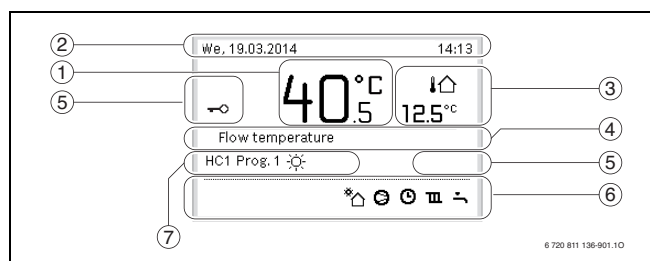 ② We, 19.03.2014 14:13
① 40.5 °C
⑤
③ 12.5°C
④ Flow temperature
HC1 Prog. 1
⑤
⑥
⑦
6 720 811 136-901.1O